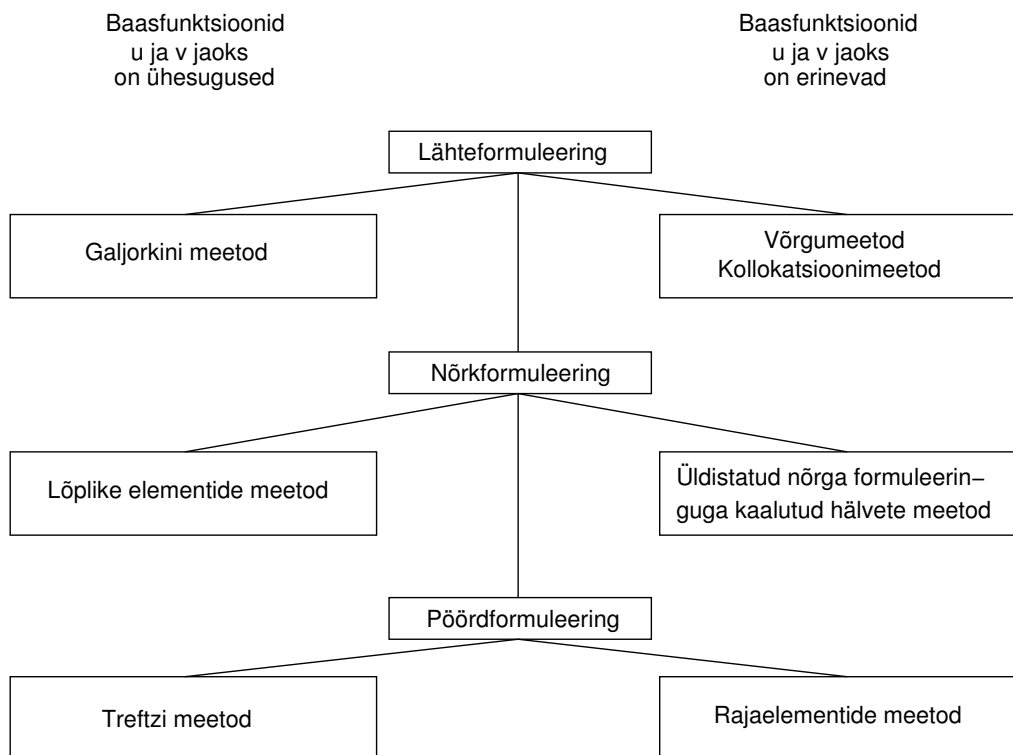 Baasfunktsioonid
u ja v jaoks
on ühesugused
Baasfunktsioonid
u ja v jaoks
on erinevad
Lähteformuleering
Galjorkini meetod
Võrgumeetod
Kollokatsioonimeetod
Nõrkformuleering
Lõplike elementide meetod
Üldistatud nõrga formuleerin−
guga kaalutud hälvete meetod
Pöördformuleering
Treftzi meetod
Rajaelementide meetod